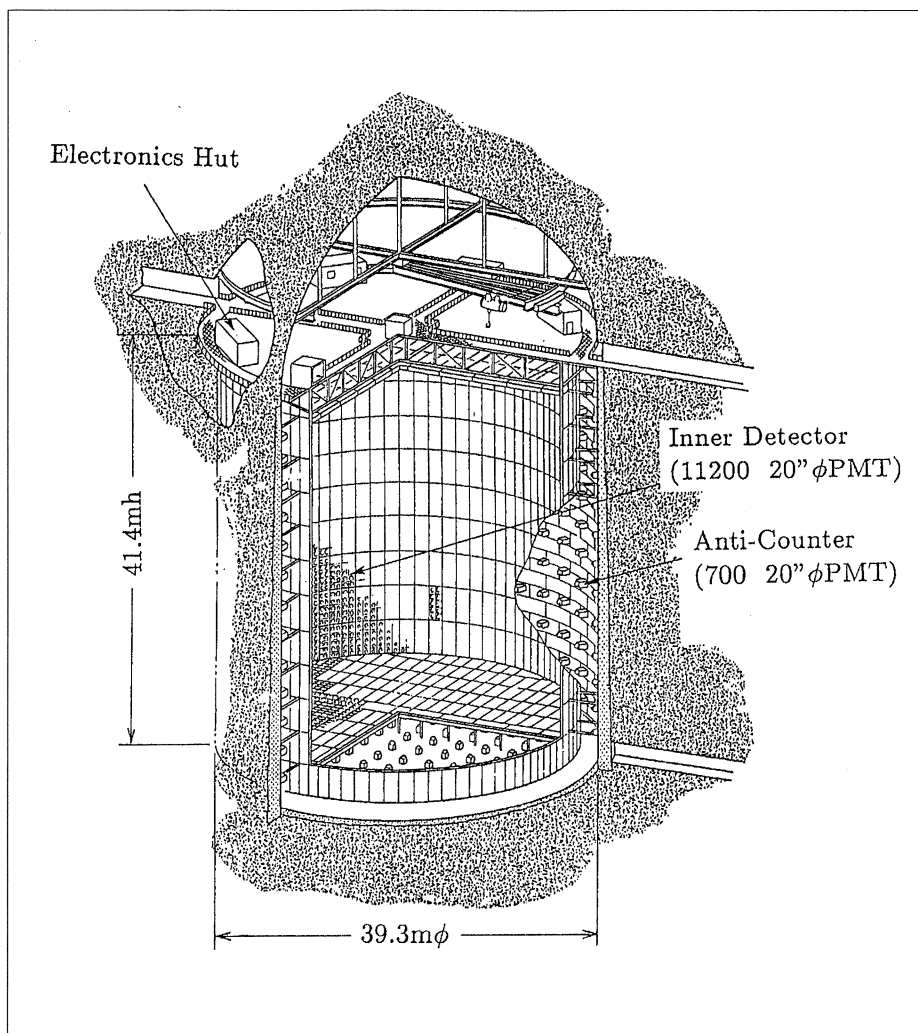 Electronics Hut
Inner Detector
(11200 20” φPMT)
Anti-Counter
(700 20” φPMT)
41.4mh
39.3mφ